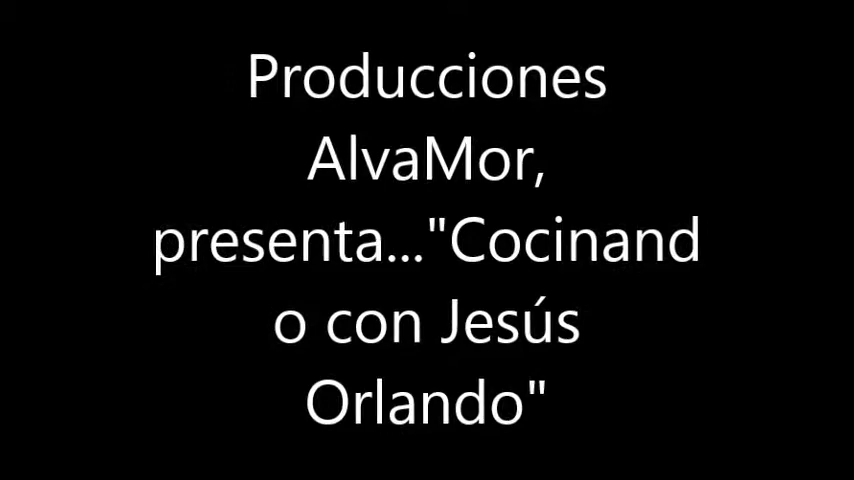 Producciones
AlvaMor,
presenta..."Cocinand
o con Jesús
Orlando"